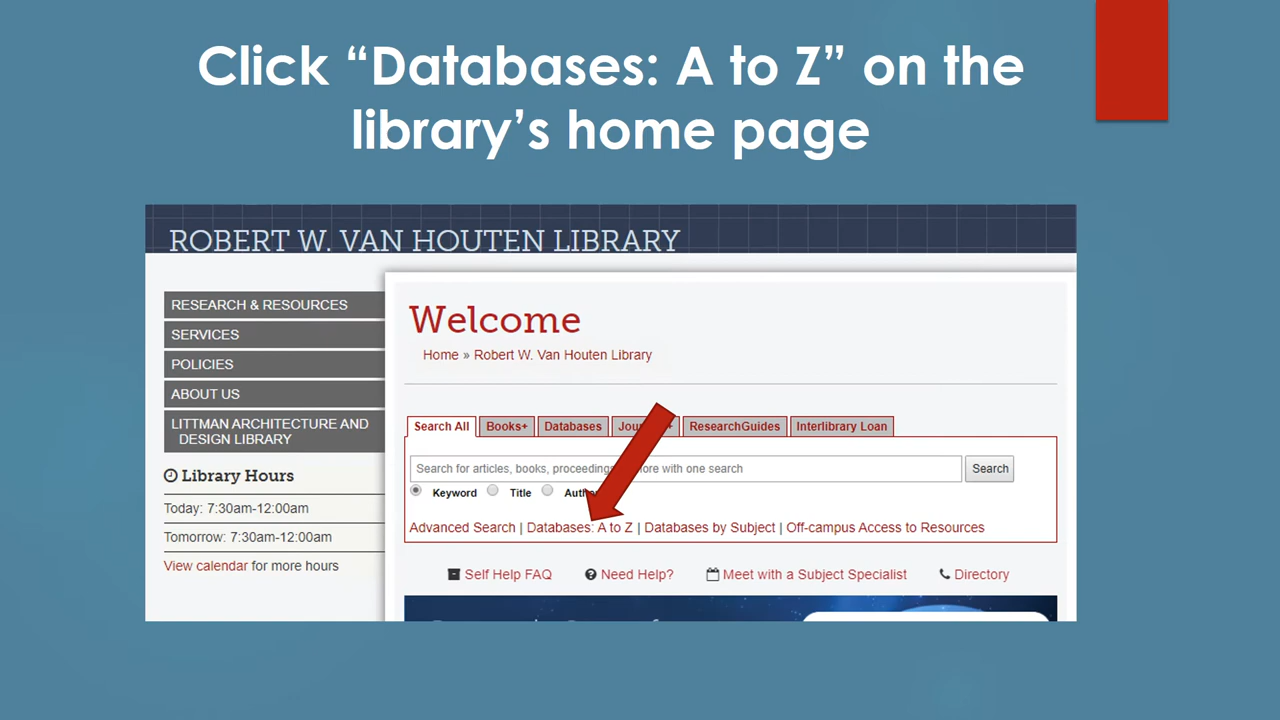 Click “Databases: A to Z” on the
library’s home page
ROBERT W. VAN HOUTEN LIBRARY
RESEARCH & RESOURCES
SERVICES
POLICIES
ABOUT US
LITTMAN ARCHITECTURE AND
DESIGN LIBRARY
Library Hours
Today: 7:30am-12:00am
Tomorrow: 7:30am-12:00am
View calendar for more hours
Welcome
Home » Robert W. Van Houten Library
Search All Books+ Databases ResearchGuides Interlibrary Loan
Search for articles, books, with one search Search
Keyword Title
Advanced Search | Databases: A to Z | Databases by Subject | Off-campus Access to Resources
Self Help FAQ Need Help? Meet with a Subject Specialist Directory